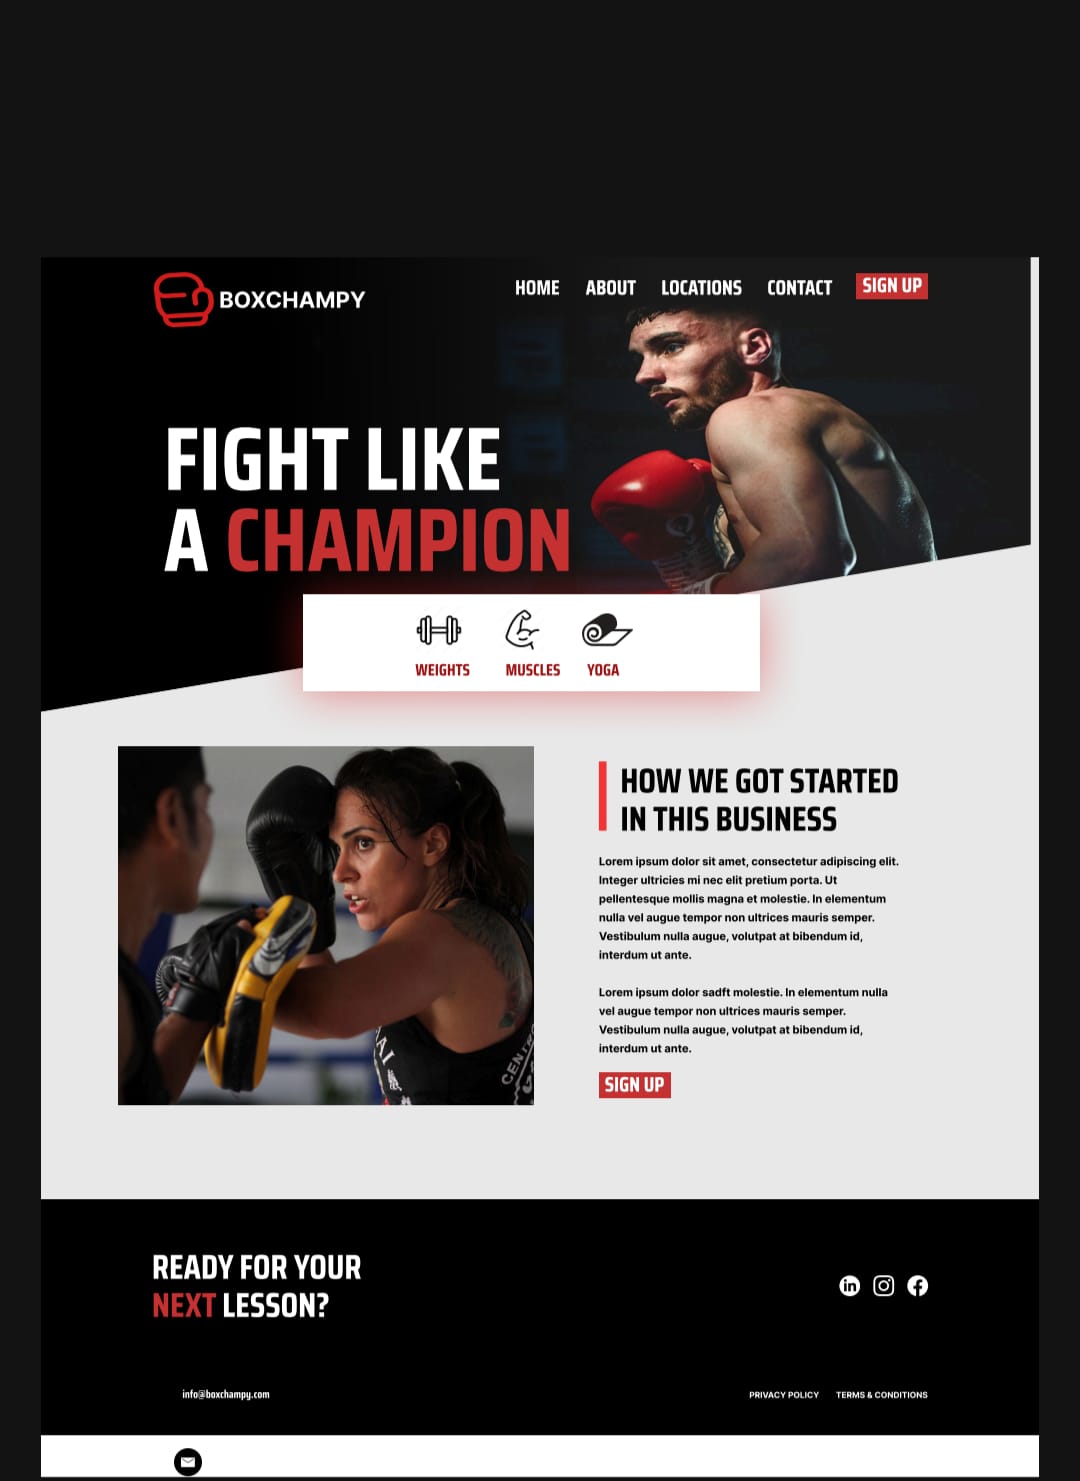 BOXCHAMPY
HOME ABOUT LOCATIONS CONTACT SIGN UP
FIGHT LIKE
A CHAMPION
WEIGHTS MUSCLES YOGA
HOW WE GOT STARTED
IN THIS BUSINESS
Lorem ipsum dolor sit amet, consectetur adipiscing elit.
Integer ultricies mi nec elit pretium porta. Ut
pellentesque mollis magna et molestie. In elementum
nulla vel augue tempor non ultrices mauris semper.
Vestibulum nulla augue, volutpat at bibendum id,
interdum ut ante.
Lorem ipsum dolor sadft molestie. In elementum nulla
vel augue tempor non ultrices mauris semper.
Vestibulum nulla augue, volutpat at bibendum id,
interdum ut ante.
SIGN UP
READY FOR YOUR
NEXT LESSON?
in
info@boxchampy.com
PRIVACY POLICY TERMS & CONDITIONS